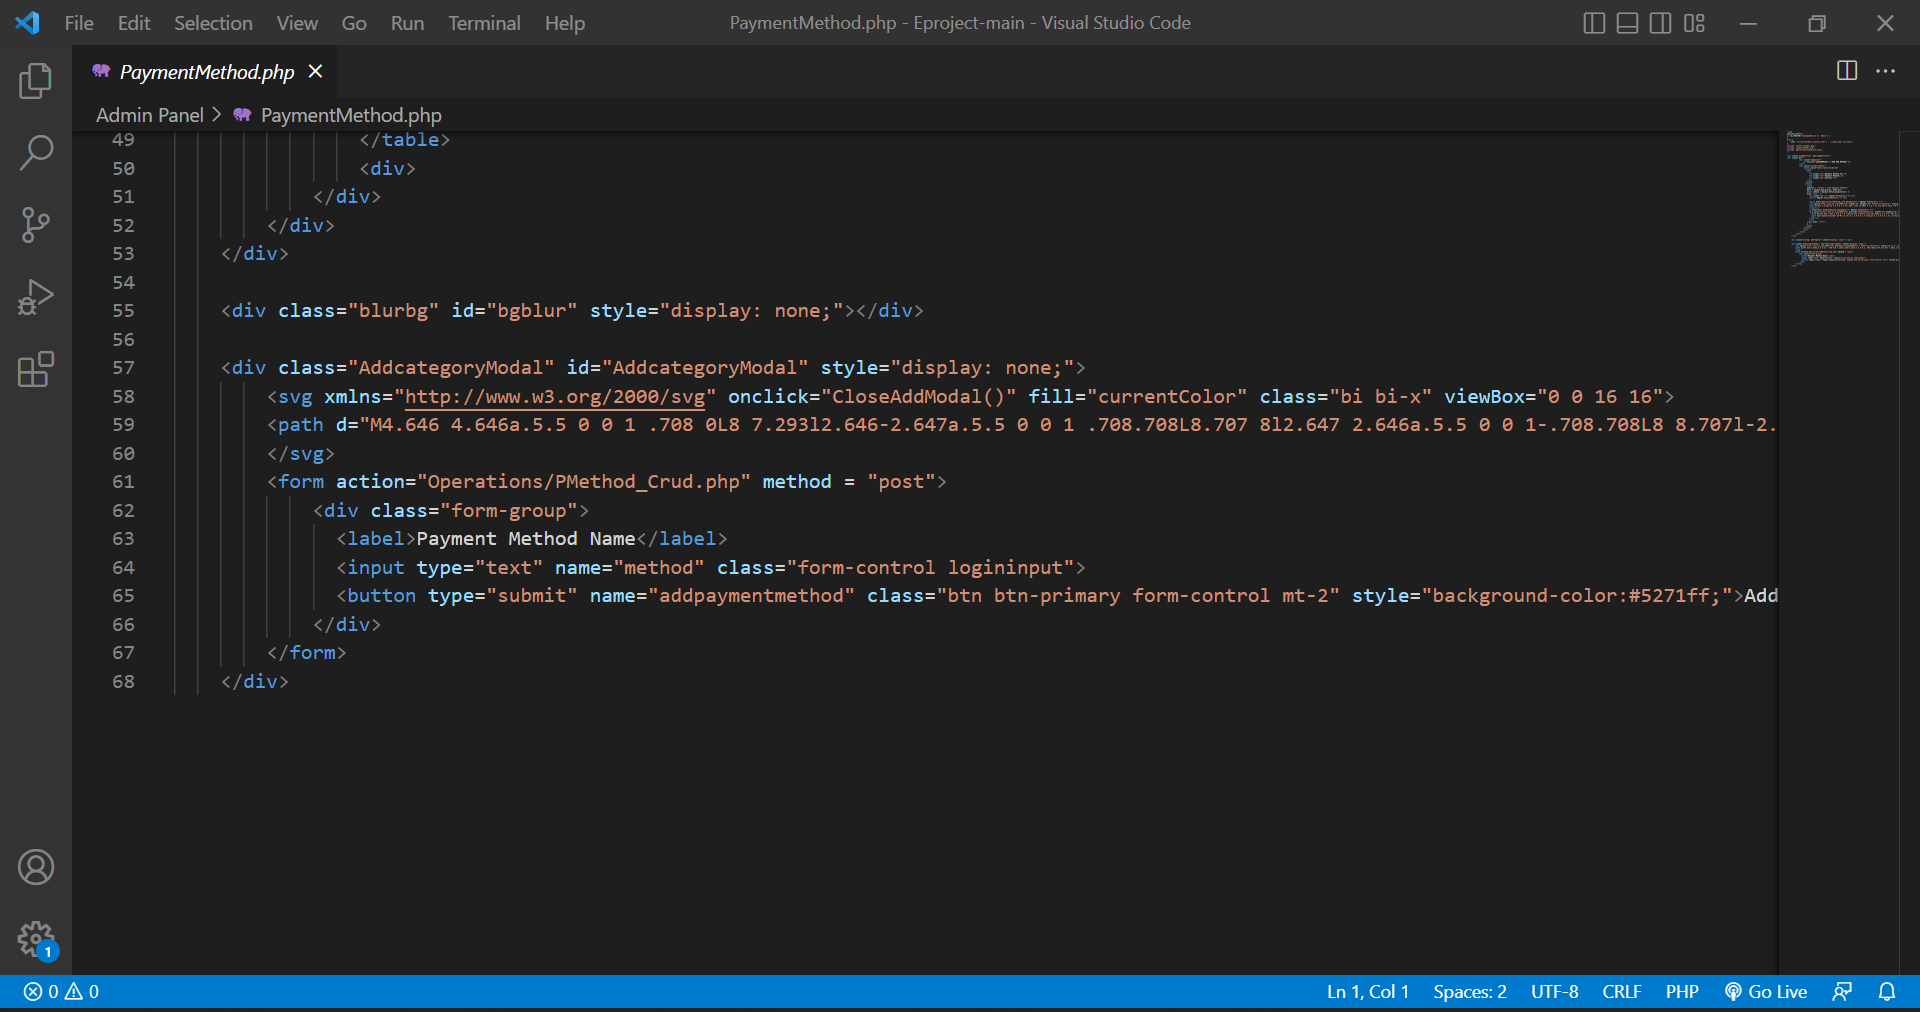 File Edit Selection View Go Run Terminal Help PaymentMethod.php - Eproject-main - Visual Studio Code
PaymentMethod.php
Admin Panel > PaymentMethod.php
49 </table>
50 <div>
51 </div>
52 </div>
53 </div>
54
55 <div class="blurbg" id="bgblur" style="display: none;"></div>
56
57 <div class="AddcategoryModal" id="AddcategoryModal" style="display: none;">
58 <svg xmlns="http://www.w3.org/2000/svg" onclick="CloseAddModal()" fill="currentColor" class="bi bi-x" viewBox="0 0 16 16">
59 <path d="M4.646 4.646a.5.5 0 0 1 .708 0L8 7.293l2.646-2.647a.5.5 0 0 1 .708.708L8.707 8l2.647 2.646a.5.5 0 0 1-.708.708L8 8.707l-2.
60 </svg>
61 <form action="Operations/PMethod_Crud.php" method = "post">
62 <div class="form-group">
63 <label>Payment Method Name</label>
64 <input type="text" name="method" class="form-control logininput">
65 <button type="submit" name="addpaymentmethod" class="btn btn-primary form-control mt-2" style="background-color:#5271ff;">Add
66 </div>
67 </form>
68 </div>
1
0 0 Ln 1, Col 1 Spaces: 2 UTF-8 CRLF PHP Go Live